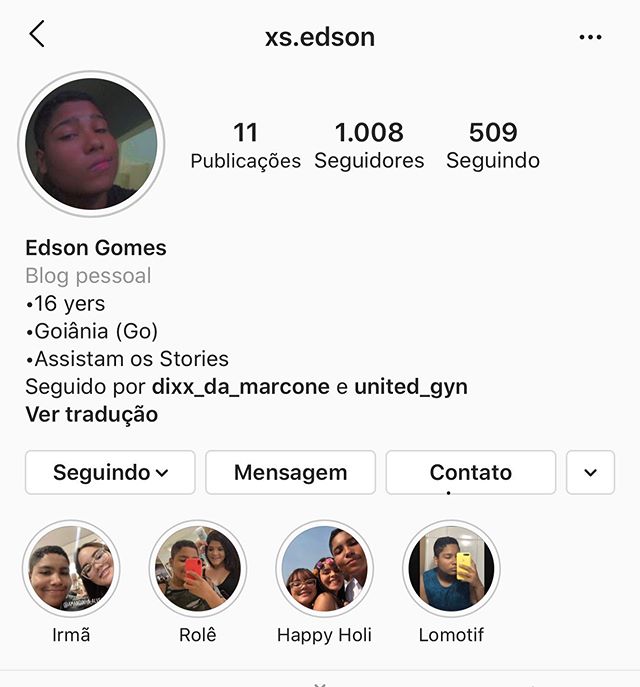 xs.edson
11 1.008 509
Publicações Seguidores Seguindo
Edson Gomes
Blog pessoal
•16 yers
•Goiânia (Go)
•Assistam os Stories
Seguido por dixx_da_marcone e united_gyn
Ver tradução
Seguindo Mensagem Contato
Irmã Rolê Happy Holi Lomotif